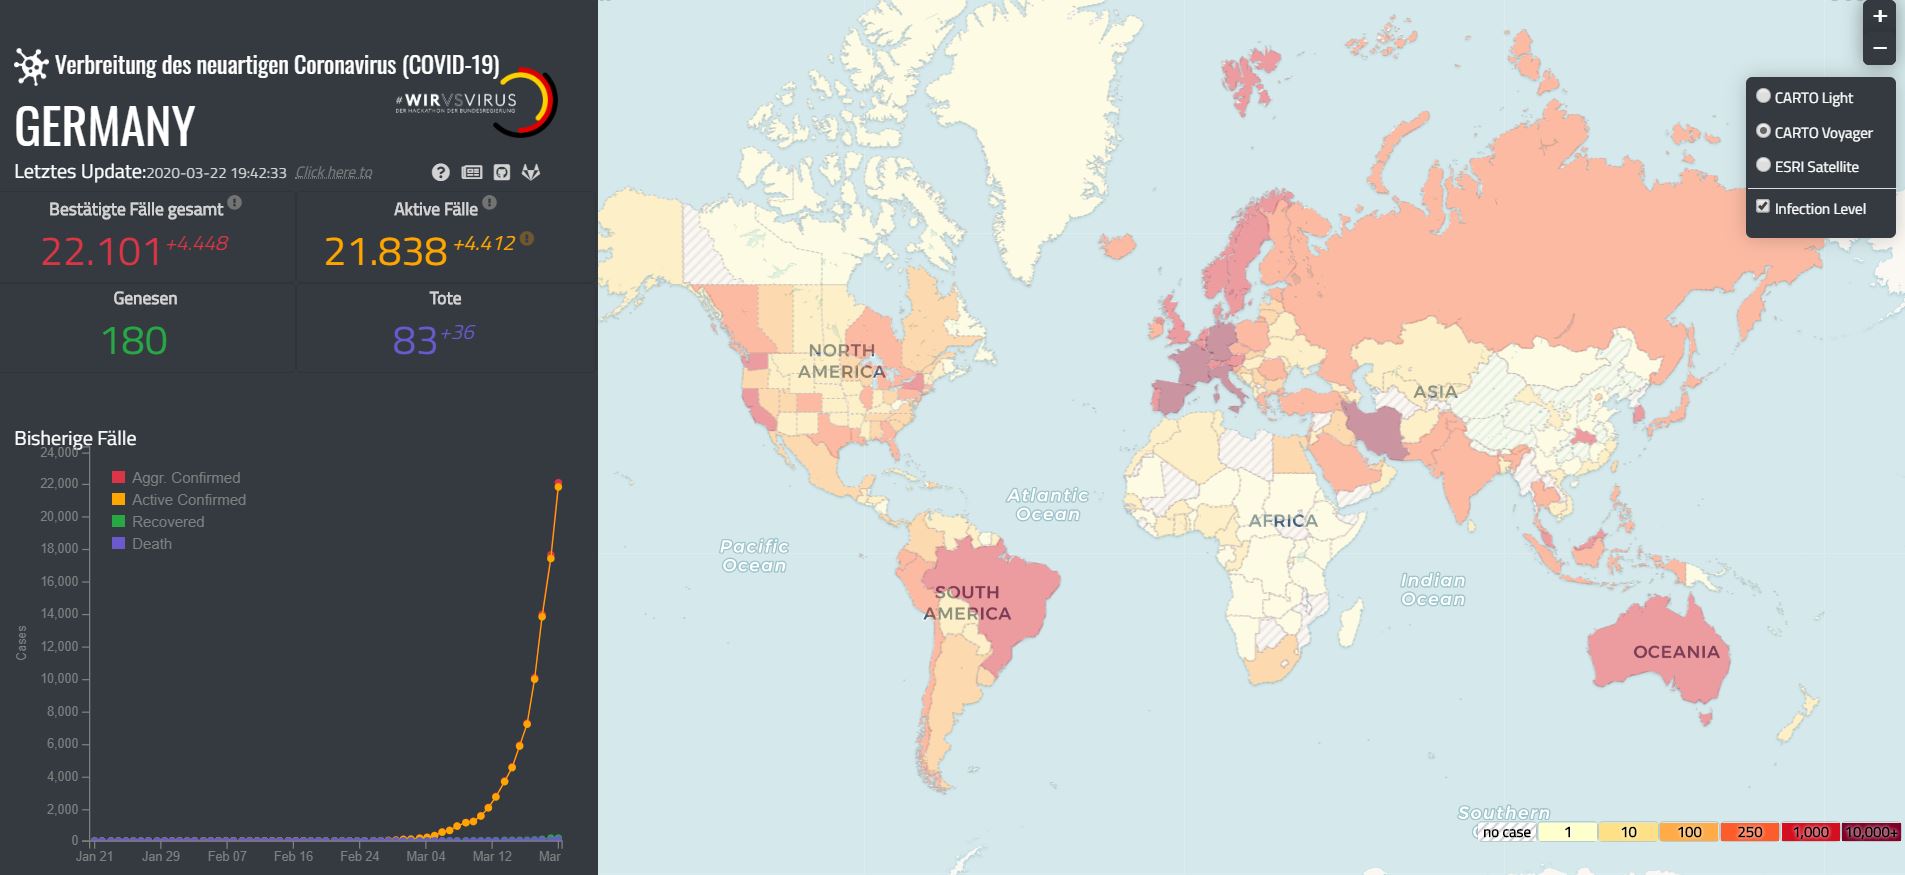 Verbreitung des neuartigen Coronavirus (COVID-19)
#WIRVSVIRUS
DER HACKATHON DER BUNDESREGIERUNG
GERMANY
Letztes Update:2020-03-22 19:42:33 Click here to
Bestätigte Fälle gesamt
22.101+4.448
Aktive Fälle
21.838+4.412
Genesen
180
Tote
83+36
Bisherige Fälle
24,000
22,000
20,000
18,000
16,000
14,000
12,000
10,000
8,000
6,000
4,000
2,000
0
Cases
Aggr. Confirmed
Active Confirmed
Recovered
Death
Jan 21 Jan 29 Feb 07 Feb 16 Feb 24 Mar 04 Mar 12 Mar
+
−
CARTO Light
CARTO Voyager
ESRI Satellite
Infection Level
NORTH
AMERICA
ASIA
Atlantic
Ocean
AFRICA
Pacific
Ocean
SOUTH
AMERICA
Indian
Ocean
OCEANIA
Southern
no case 1 10 100 250 1,000 10,000+